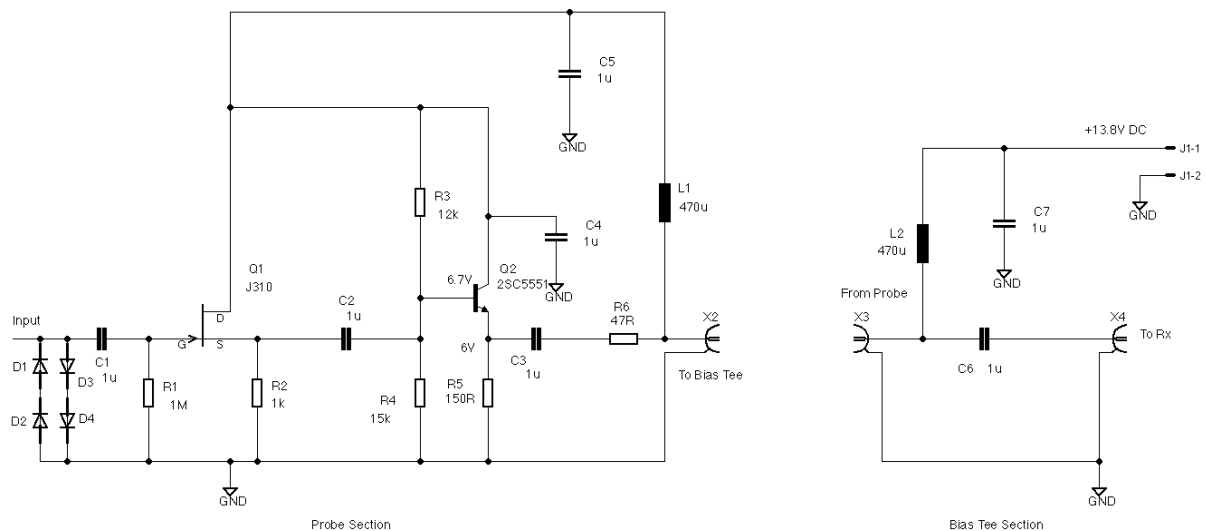 C5
1u
GND
+13.8V DC
J1-1
J1-2
GND
R3
12k
L1
470u
C4
1u
GND
L2
470u
C7
1u
GND
Q1
J310
6.7V
Q2
2SC5551
From Probe
Input
D
G
S
C2
1u
R6
47R
X2
X3
X4
To Rx
C1
1u
D1
D3
D2
D4
R1
1M
R2
1k
6V
C3
1u
R4
15k
R5
150R
To Bias Tee
C6
1u
GND
GND
Probe Section
Bias Tee Section